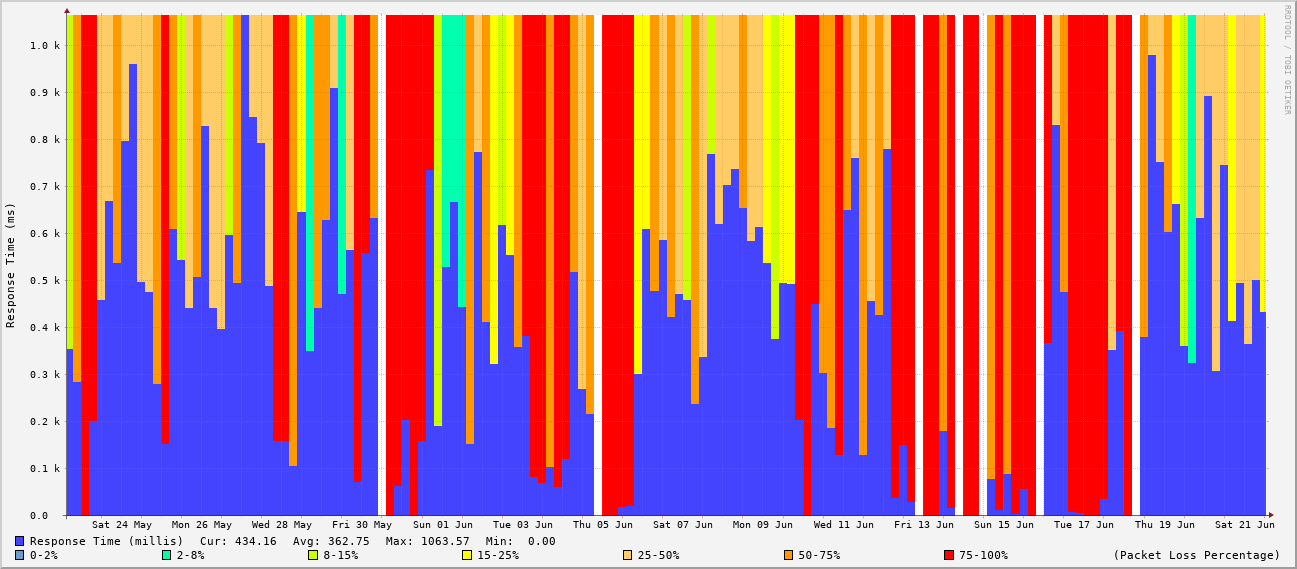 RRDTOOL / TOBI OETIKER
Response Time (ms)
1.0 k
0.9 k
0.8 k
0.7 k
0.6 k
0.5 k
0.4 k
0.3 k
0.2 k
0.1 k
0.0
Sat 24 May Mon 26 May Wed 28 May Fri 30 May Sun 01 Jun Tue 03 Jun Thu 05 Jun Sat 07 Jun Mon 09 Jun Wed 11 Jun Fri 13 Jun Sun 15 Jun Tue 17 Jun Thu 19 Jun Sat 21 Jun
Response Time (millis) Cur: 434.16 Avg: 362.75 Max: 1063.57 Min: 0.00
0-2% 2-8% 8-15% 15-25% 25-50% 50-75% 75-100% (Packet Loss Percentage)